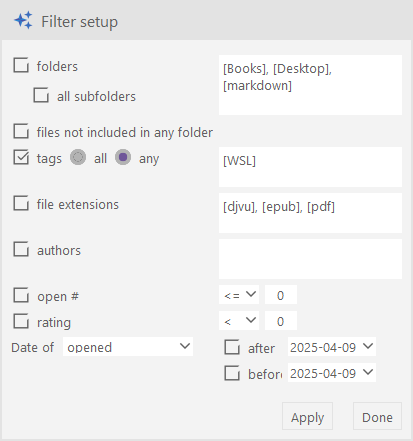 Filter setup
folders
[Books], [Desktop],
[markdown]
all subfolders
files not included in any folder
tags all any
[WSL]
file extensions
[djvu], [epub], [pdf]
authors
open # <= 0
rating < 0
Date of opened
after 2025-04-09
before 2025-04-09
Apply Done